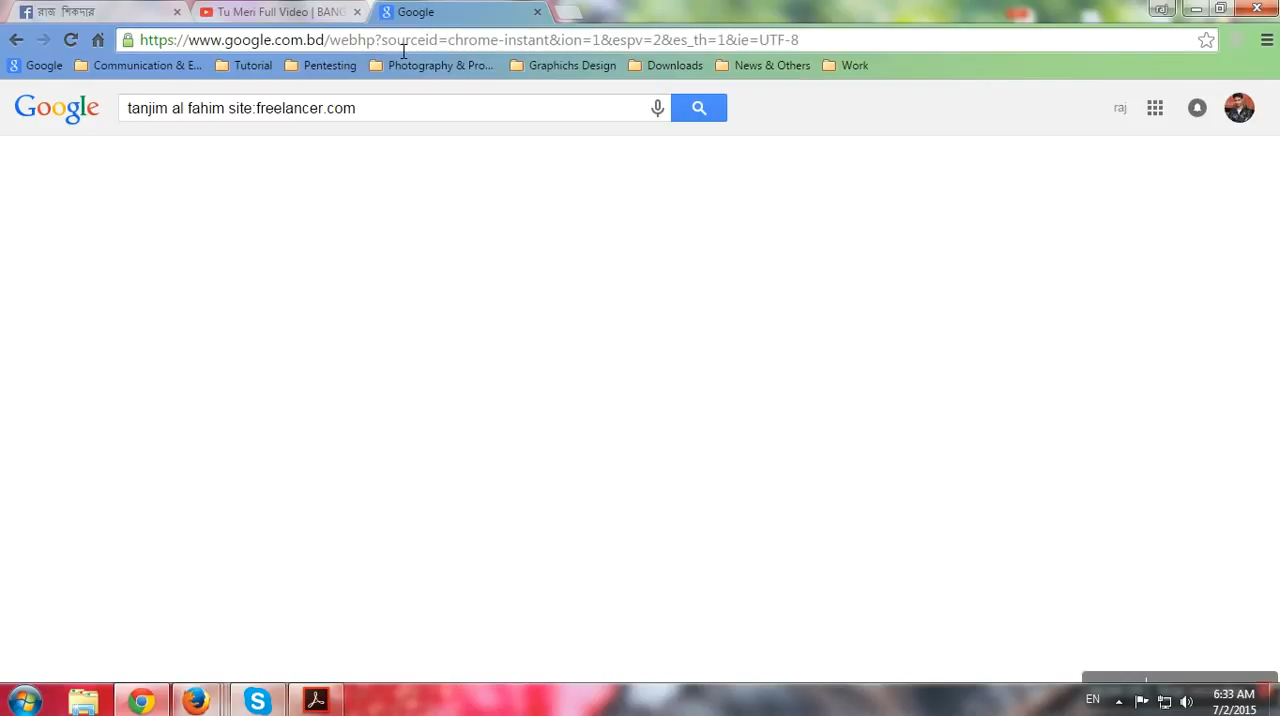 রাজ শিকদার
Tu Meri Full Video | BANG
Google
https://www.google.com.bd/webhp?sourceid=chrome-instant&ion=1&espv=2&es_th=1&ie=UTF-8
Google Communication & E... Tutorial Pentesting Photography & Pro... Graphichs Design Downloads News & Others Work
Google tanjim al fahim site:freelancer.com raj
EN 6:33 AM
7/2/2015